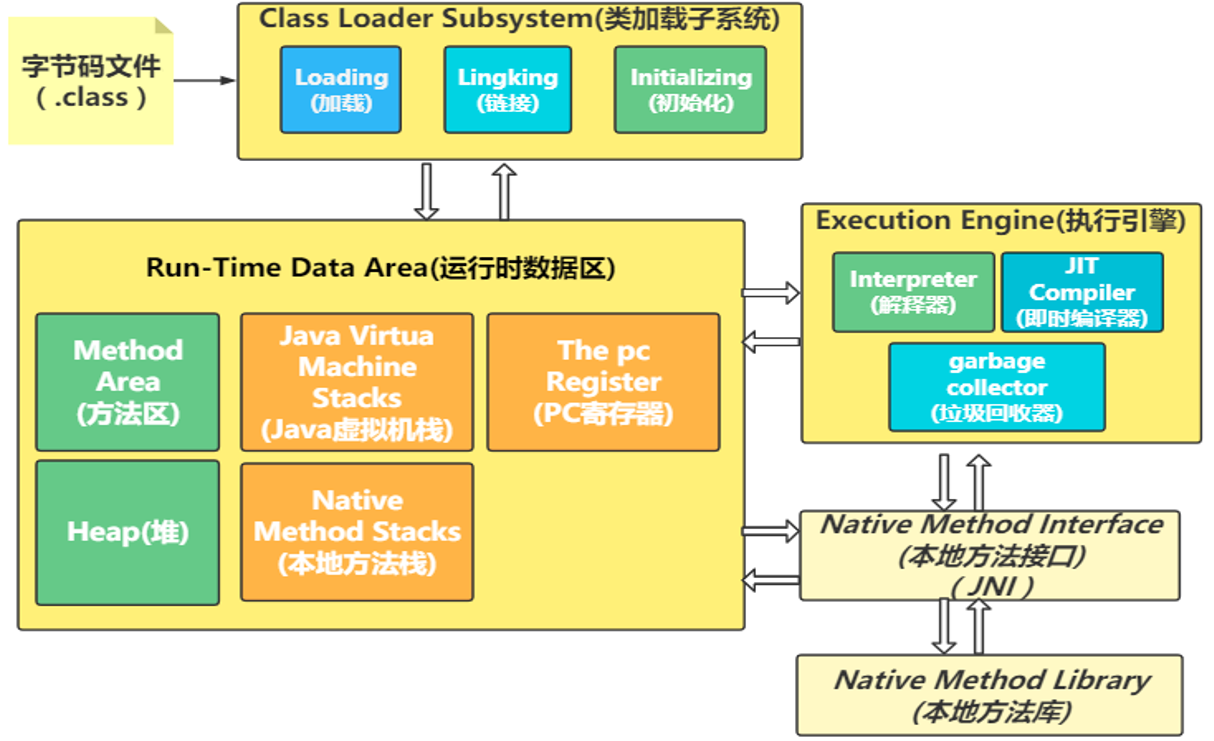 字节码文件
（ .class ）
Class Loader Subsystem(类加载子系统)
Loading
(加载)
Lingking
(链接)
Initializing
(初始化)
Run-Time Data Area(运行时数据区)
Method
Area
(方法区)
Java Virtua
Machine
Stacks
(Java虚拟机栈)
The pc
Register
(PC寄存器)
Heap(堆)
Native
Method Stacks
(本地方法栈)
Execution Engine(执行引擎)
Interpreter
(解释器)
JIT
Compiler
(即时编译器)
garbage
collector
(垃圾回收器)
Native Method Interface
(本地方法接口)
（ JNI ）
Native Method Library
(本地方法库)